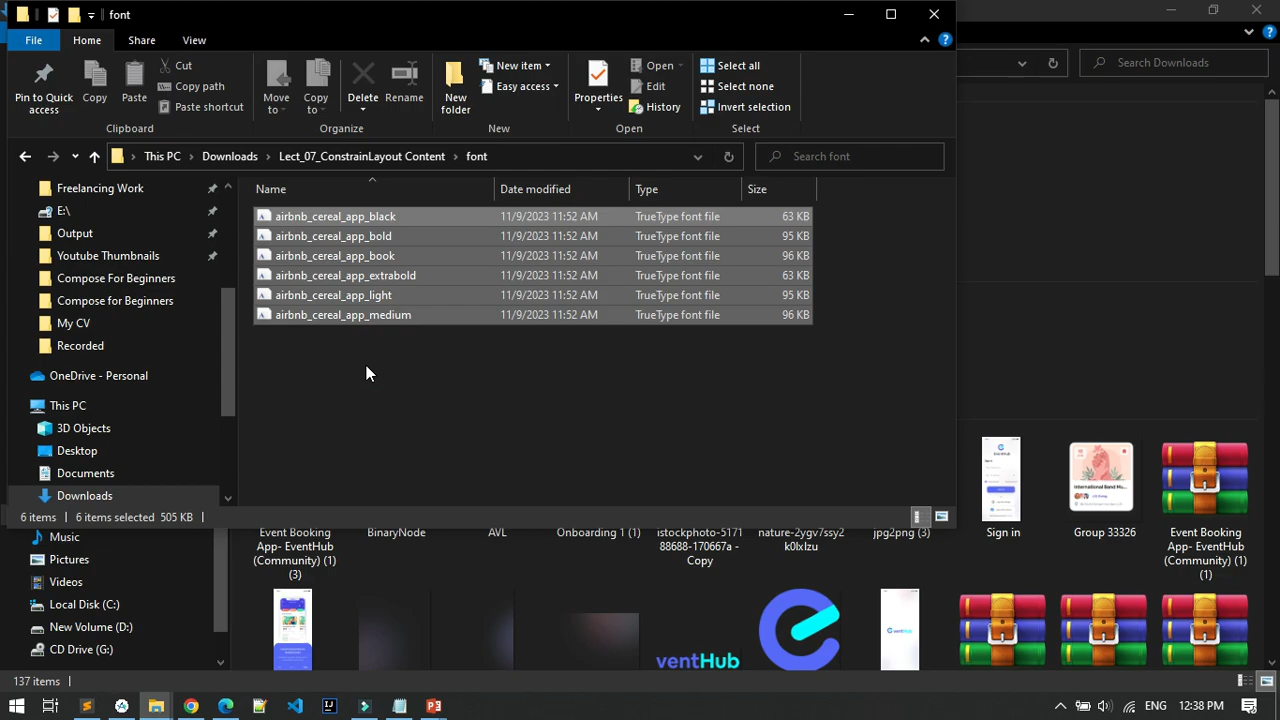 font
File
Home
Share
View
Pin to Quick
access
Copy
Paste
Cut
Copy path
Paste shortcut
Clipboard
Move
to
Copy
to
Delete
Rename
Organize
New
folder
New item
Easy access
New
Properties
Open
Edit
History
Open
Select all
Select none
Invert selection
Select
Search Downloads
This PC > Downloads > Lect_07_ConstrainLayout Content > font
Search font
Name Date modified Type Size
airbnb_cereal_app_black 11/9/2023 11:52 AM TrueType font file 63 KB
airbnb_cereal_app_bold 11/9/2023 11:52 AM TrueType font file 95 KB
airbnb_cereal_app_book 11/9/2023 11:52 AM TrueType font file 96 KB
airbnb_cereal_app_extrabold 11/9/2023 11:52 AM TrueType font file 63 KB
airbnb_cereal_app_light 11/9/2023 11:52 AM TrueType font file 95 KB
airbnb_cereal_app_medium 11/9/2023 11:52 AM TrueType font file 96 KB
Freelancing Work
E:\
Output
Youtube Thumbnails
Compose For Beginners
Compose for Beginners
My CV
Recorded
OneDrive - Personal
This PC
3D Objects
Desktop
Documents
Downloads
6 items 6 items selected 505 KB
Music
Pictures
Videos
Local Disk (C:)
New Volume (D:)
CD Drive (G:)
Event Booking
App- EventHub
(Community) (1)
(3)
BinaryNode
AVL
Onboarding 1 (1)
istockphoto-5171
88688-170667a -
Copy
nature-2ygv7ssy2
k0lxIzu
jpg2png (3)
EventHub
Sign in
International Band Mu...
Group 33326
Event Booking
App- EventHub
(Community) (1)
(1)
ventHub
EventHub
137 items
ENG
12:38 PM